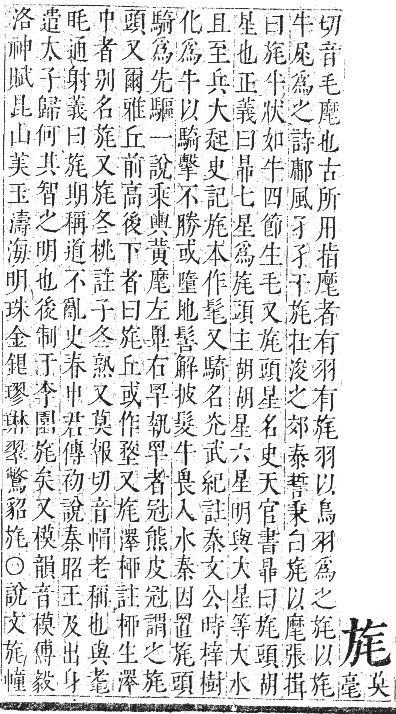 旄
莫毫
切音毛麾也古所用指麾者有羽有旄羽以鳥羽為之旄以旄
牛尾為之詩鄘風孑孑干旄在浚之郊泰誓秉白旄以麾張揖
曰旄牛狀如牛四節生毛又旄頭星名史天官書昴曰旄頭胡
星也正義曰昴七星為旄頭主胡胡星六星明與大星等大水
且至兵大起史記旄本作髦又騎名光武紀註秦文公時梓樹
化為牛以騎擊不勝或墮地髻解披髮牛畏入水秦因置旄頭
騎為先驅一說乘輿黃麾左畢右罕執罕者冠熊皮冠謂之旄
頭又爾雅丘前高後下者曰旄丘或作堥又旄澤柳註柳生澤
中者別名旄又旄冬桃註子冬熟又莫報切音帽老稱也與耄
眊通射義曰旄期稱道不亂史春申君傳初說秦昭王及出身
遣太子歸何其智之明也後制于李園旄矣又模韻音模傅毅
洛神賦昆山美玉濤海明珠金銀璆琳翠鷩貂旄〇說文旄幢